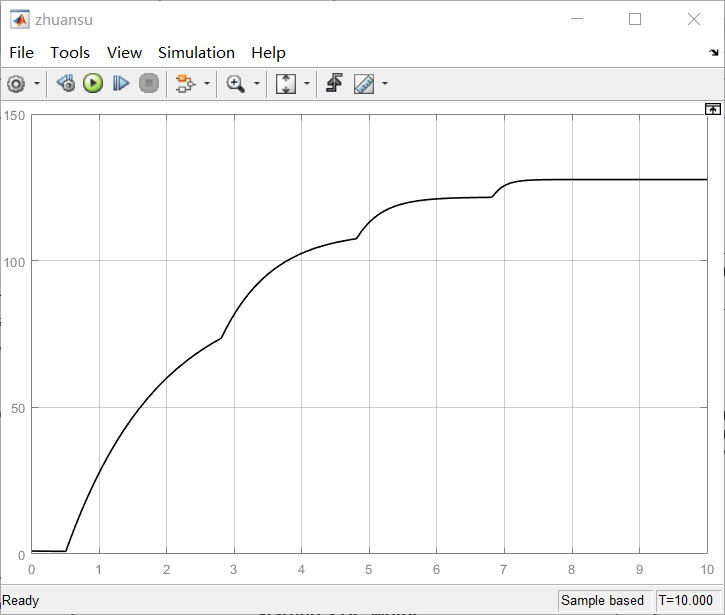 zhuansu
File Tools View Simulation Help
150
100
50
0
0 1 2 3 4 5 6 7 8 9 10
Ready Sample based T=10.000